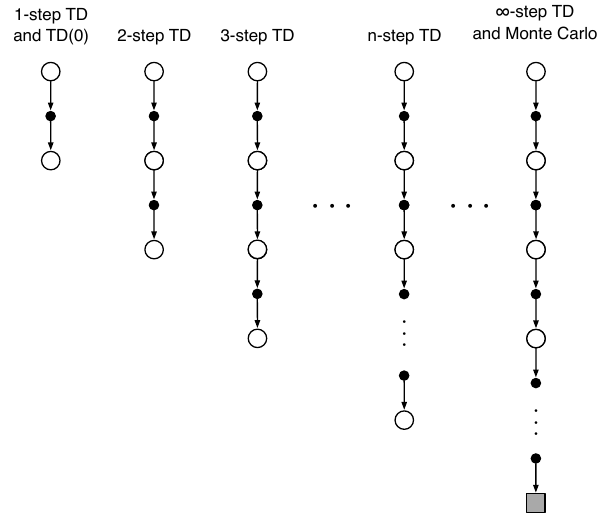 1-step TD
and TD(0)
2-step TD
3-step TD
n-step TD
∞-step TD
and Monte Carlo